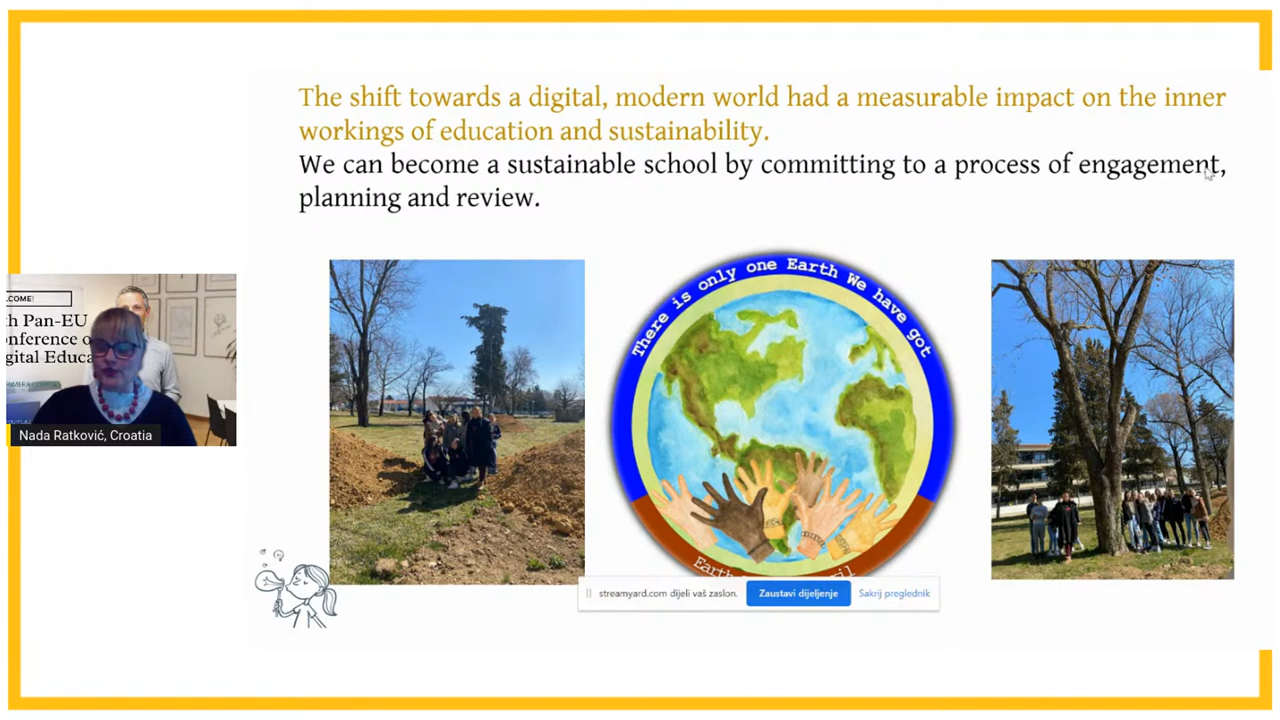 The shift towards a digital, modern world had a measurable impact on the inner
workings of education and sustainability.
We can become a sustainable school by committing to a process of engagement,
planning and review.
There is only one Earth We have got
Earth
streamyard.com dijeli vaš zaslon.
Zaustavi dijeljenje
Sakrij preglednik
COME!
th Pan-EU
onference o
gital Educa
Nada Ratković, Croatia